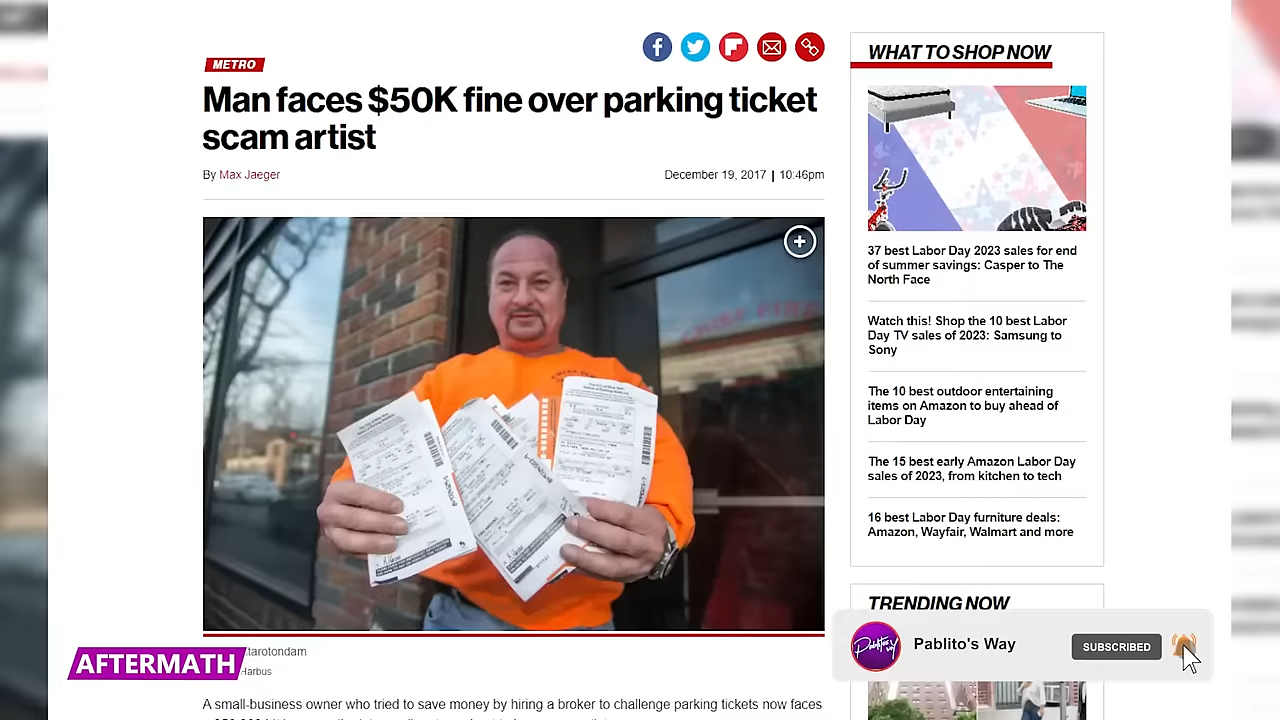 METRO
Man faces $50K fine over parking ticket
scam artist
By Max Jaeger
December 19, 2017 | 10:46pm
WHAT TO SHOP NOW
37 best Labor Day 2023 sales for end
of summer savings: Casper to The
North Face
Watch this! Shop the 10 best Labor
Day TV sales of 2023: Samsung to
Sony
The 10 best outdoor entertaining
items on Amazon to buy ahead of
Labor Day
The 15 best early Amazon Labor Day
sales of 2023, from kitchen to tech
16 best Labor Day furniture deals:
Amazon, Wayfair, Walmart and more
TRENDING NOW
Pablito's Way
SUBSCRIBED
AFTERMATH
Harbus
A small-business owner who tried to save money by hiring a broker to challenge parking tickets now faces